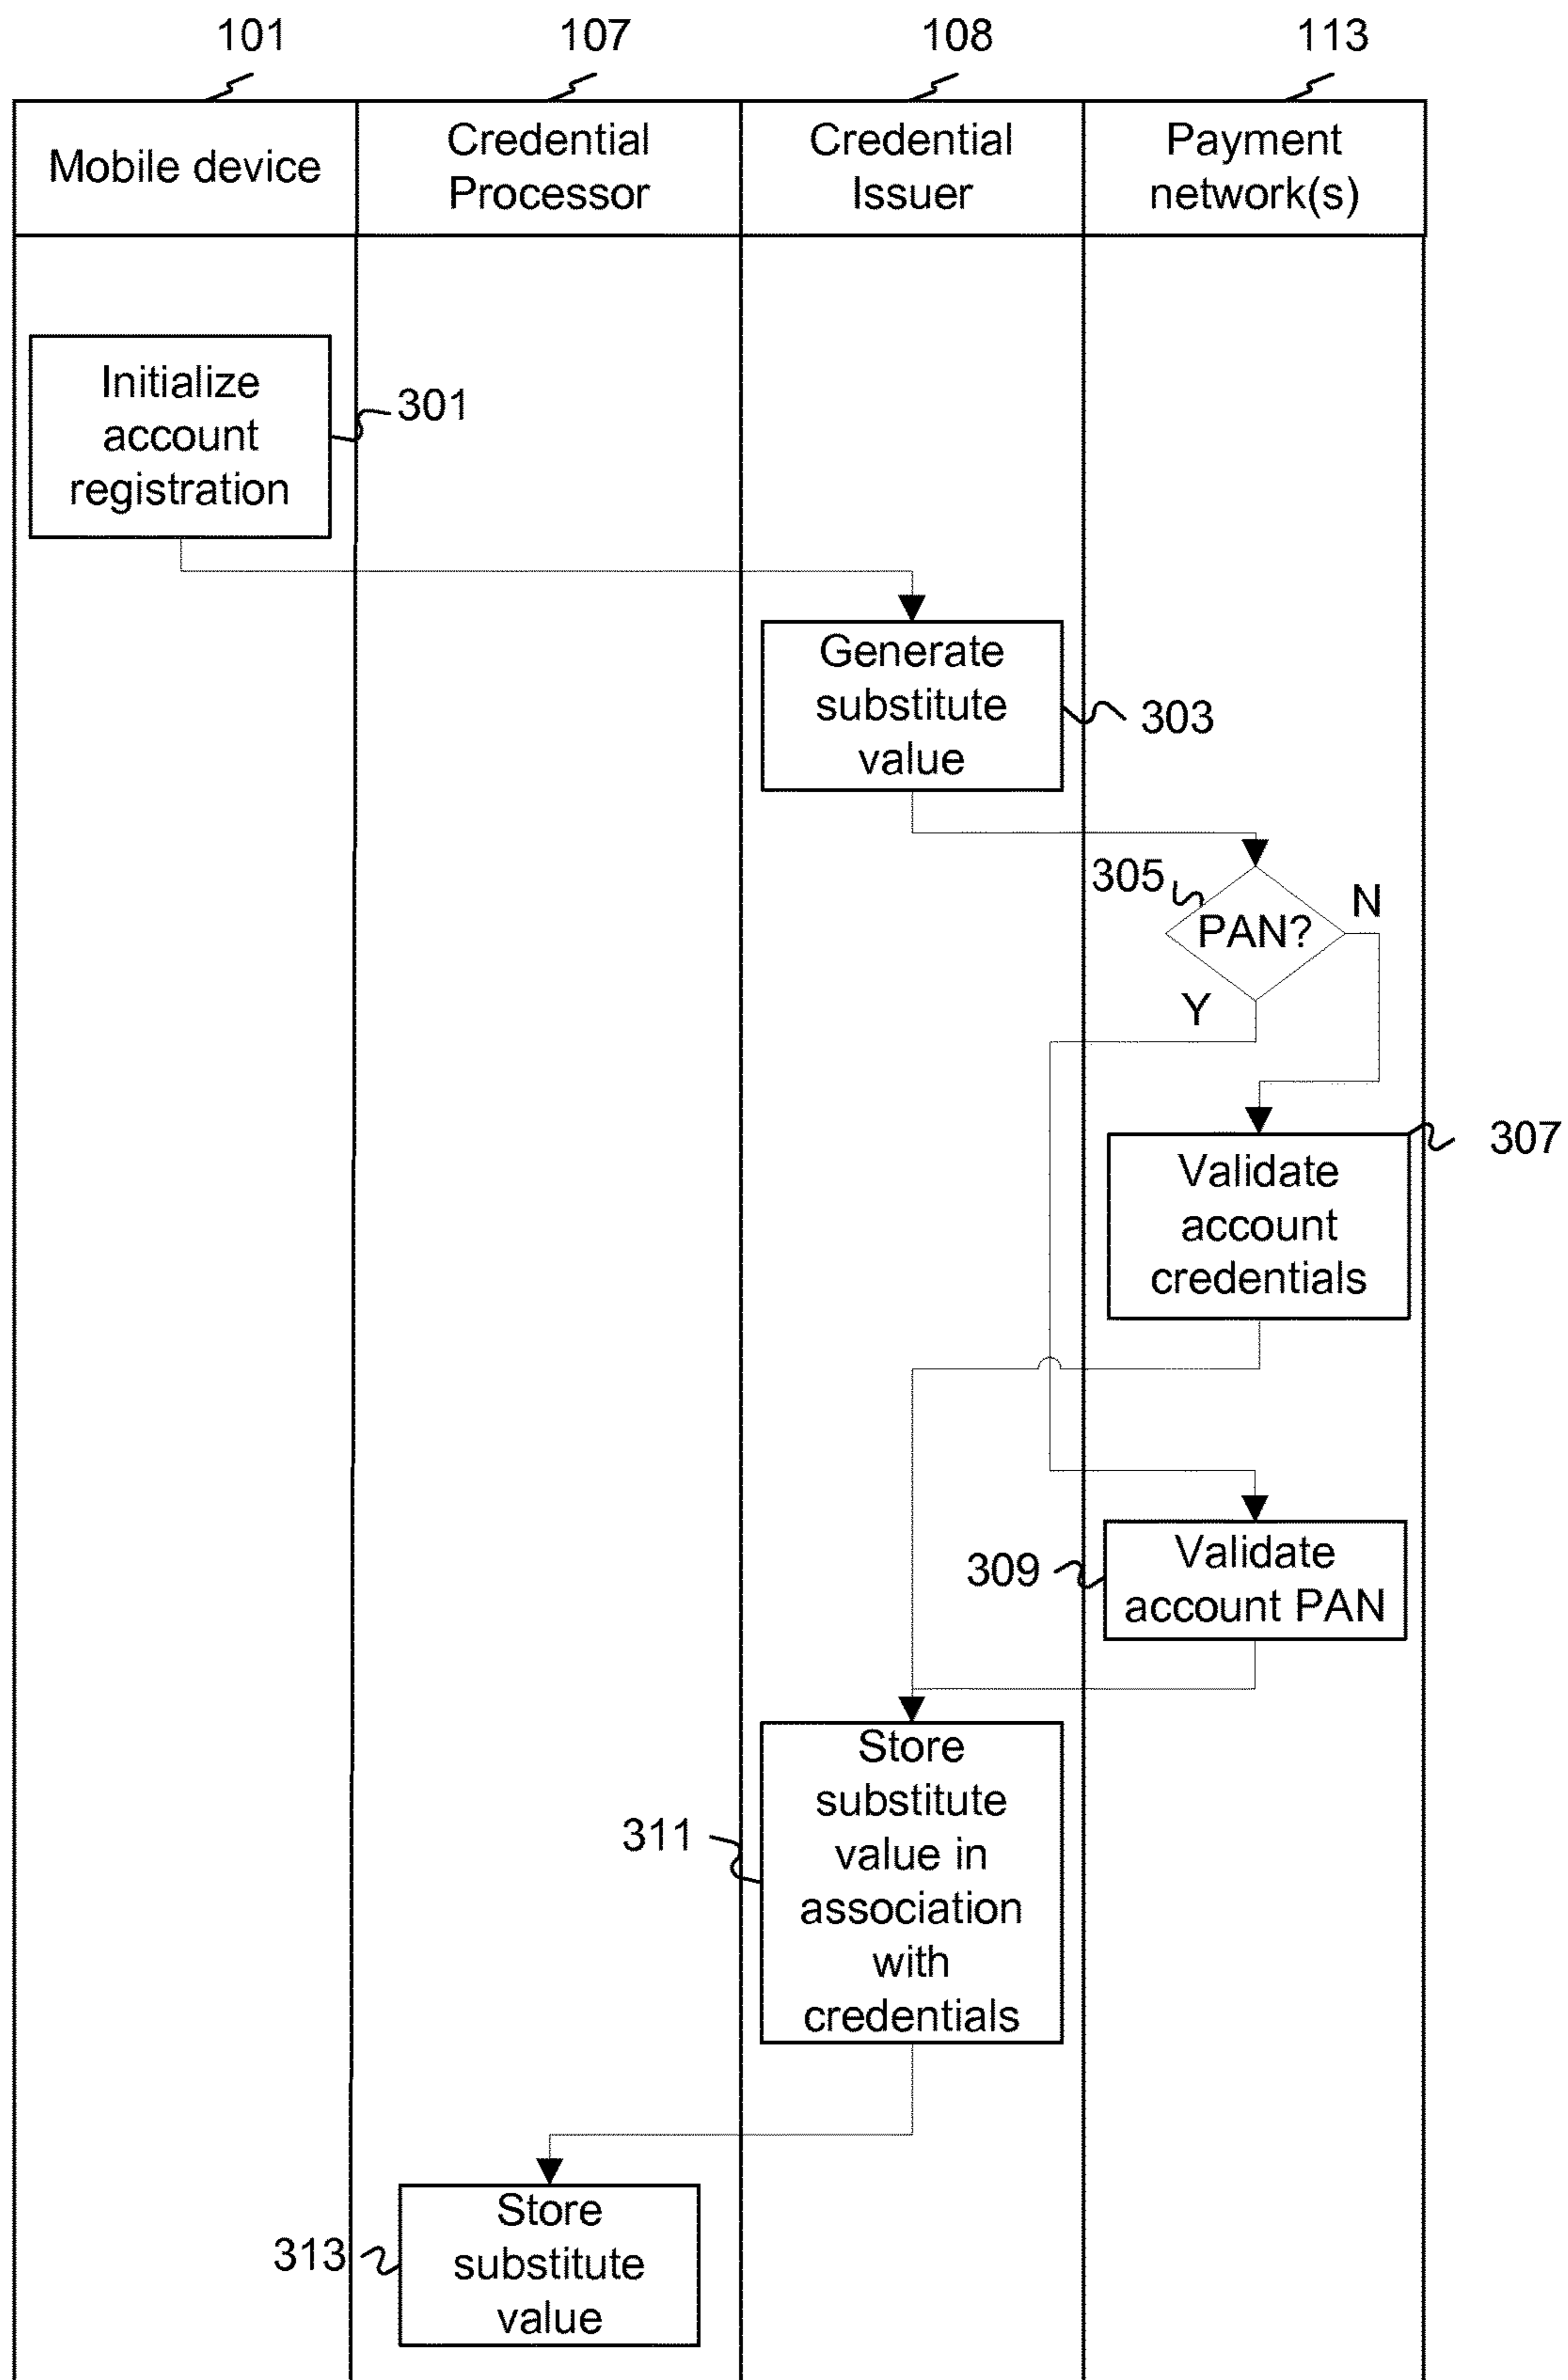 101
107
108
113
Mobile device
Credential
Processor
Credential
Issuer
Payment
network(s)
Initialize
account
registration
301
Generate
substitute
value
303
305
PAN?
N
Y
307
Validate
account
credentials
309
Validate
account PAN
311
Store
substitute
value in
association
with
credentials
313
Store
substitute
value